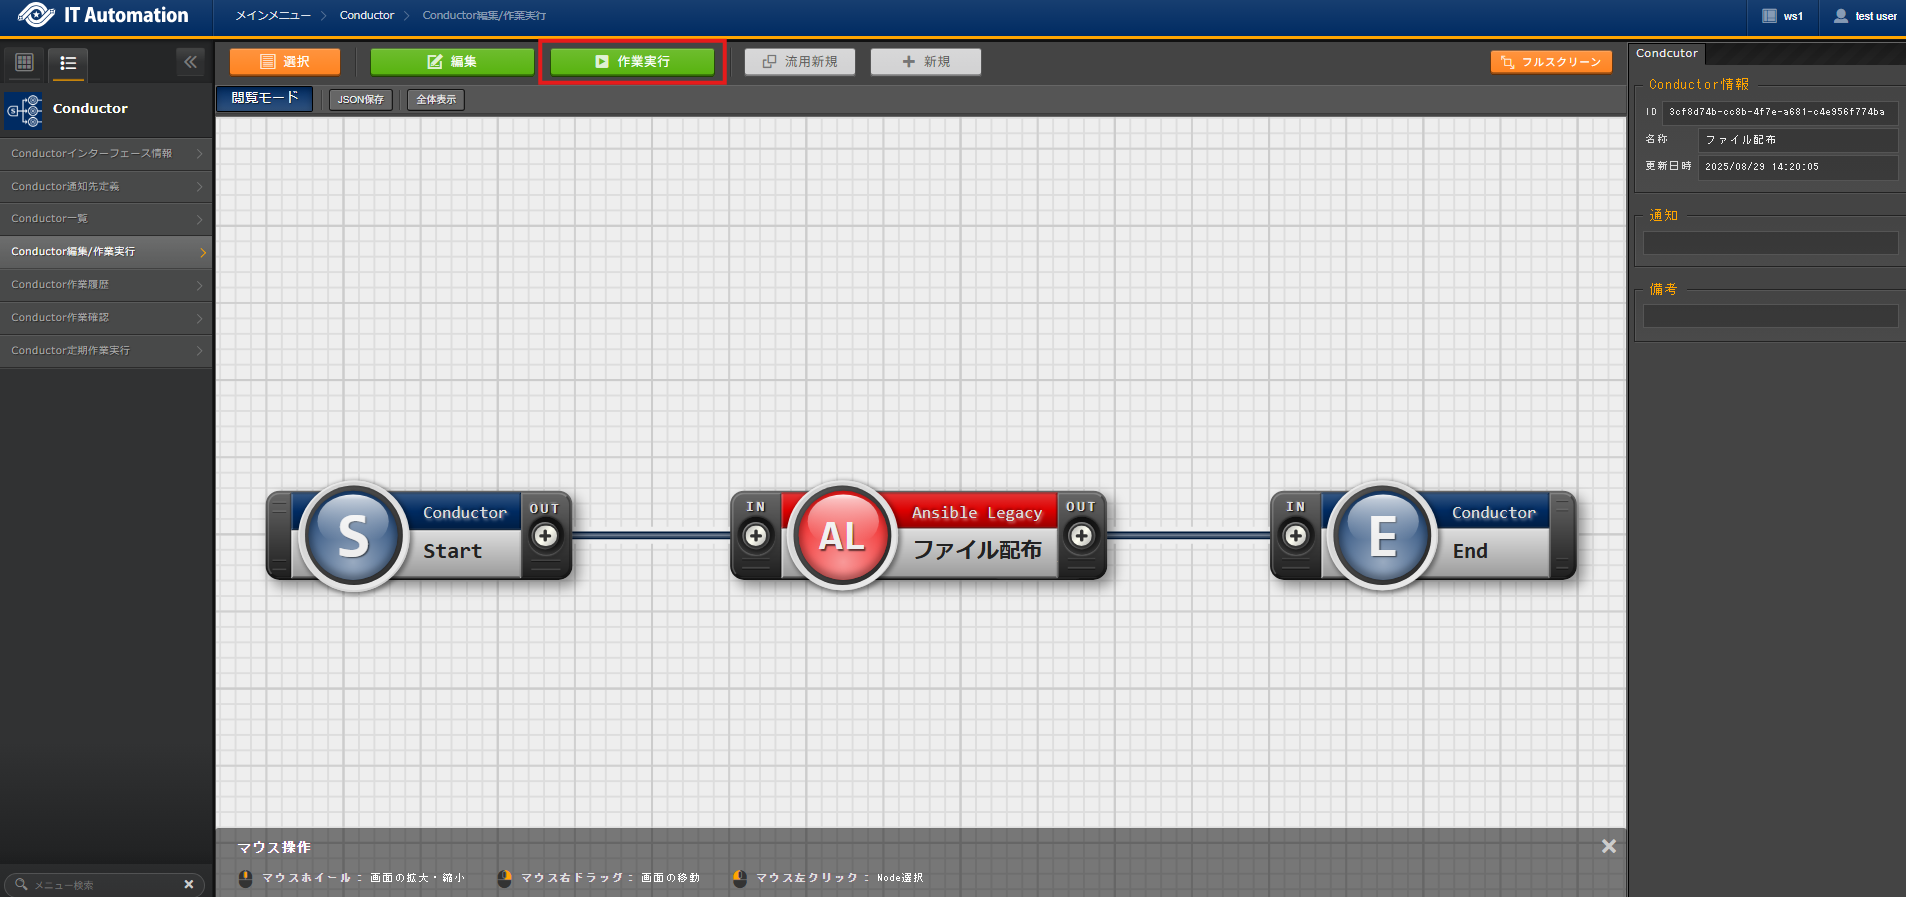 IT Automation
メインメニュー Conductor Conductor編集/作業実行
ws1
test user
選択
編集
作業実行
流用新規
新規
フルスクリーン
閲覧モード
JSON保存
全体表示
Conductor
Conductorインターフェース情報
Conductor通知先定義
Conductor一覧
Conductor編集/作業実行
Conductor作業履歴
Conductor作業確認
Conductor定期作業実行
メニュー検索
S
Conductor
Start
OUT
IN
AL
Ansible Legacy
ファイル配布
OUT
IN
E
Conductor
End
マウス操作
マウスホイール： 画面の拡大・縮小
マウス右ドラッグ： 画面の移動
マウス左クリック： Node選択
Condcutor
Conductor情報
ID 3cf8d74b-cc8b-4f7e-a681-c4e956f774ba
名称 ファイル配布
更新日時 2025/08/29 14:20:05
通知
備考